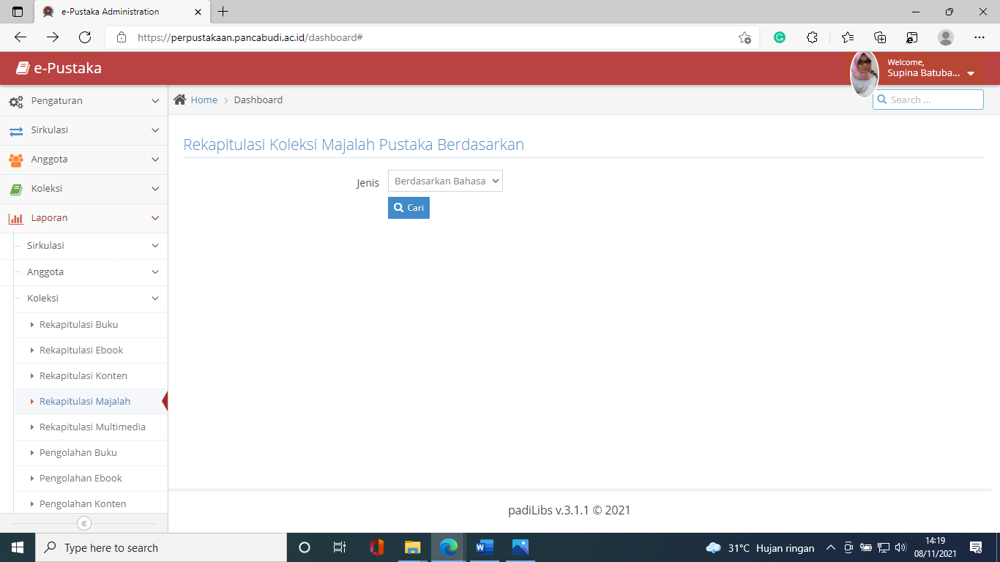 e-Pustaka Administration
https://perpustakaan.pancabudi.ac.id/dashboard#
e-Pustaka
Welcome,
Supina Batuba...
Pengaturan
Home
Dashboard
Search ...
Sirkulasi
Anggota
Koleksi
Laporan
Sirkulasi
Anggota
Koleksi
Rekapitulasi Buku
Rekapitulasi Ebook
Rekapitulasi Konten
Rekapitulasi Majalah
Rekapitulasi Multimedia
Pengolahan Buku
Pengolahan Ebook
Pengolahan Konten
Rekapitulasi Koleksi Majalah Pustaka Berdasarkan
Jenis
Berdasarkan Bahasa
Cari
padiLibs v.3.1.1 © 2021
Type here to search
31°C Hujan ringan
14:19
08/11/2021